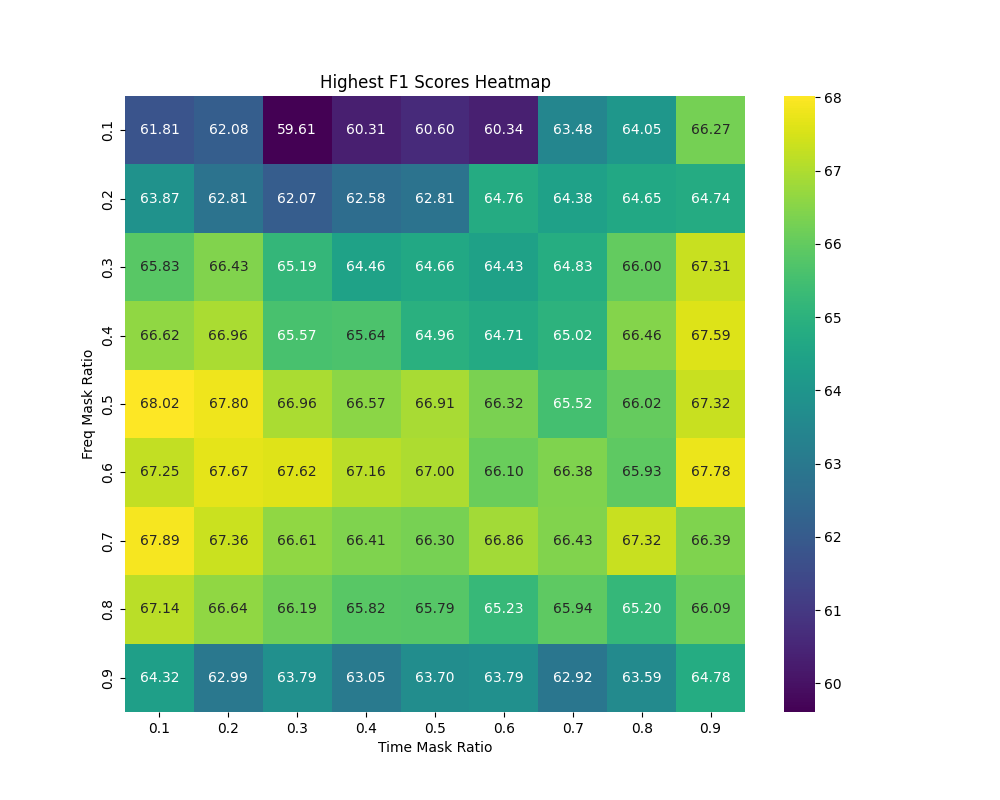 Highest F1 Scores Heatmap
0.1 61.81 62.08 59.61 60.31 60.60 60.34 63.48 64.05 66.27
0.2 63.87 62.81 62.07 62.58 62.81 64.76 64.38 64.65 64.74
0.3 65.83 66.43 65.19 64.46 64.66 64.43 64.83 66.00 67.31
0.4 66.62 66.96 65.57 65.64 64.96 64.71 65.02 66.46 67.59
0.5 68.02 67.80 66.96 66.57 66.91 66.32 65.52 66.02 67.32
0.6 67.25 67.67 67.62 67.16 67.00 66.10 66.38 65.93 67.78
0.7 67.89 67.36 66.61 66.41 66.30 66.86 66.43 67.32 66.39
0.8 67.14 66.64 66.19 65.82 65.79 65.23 65.94 65.20 66.09
0.9 64.32 62.99 63.79 63.05 63.70 63.79 62.92 63.59 64.78
0.1 0.2 0.3 0.4 0.5 0.6 0.7 0.8 0.9
Time Mask Ratio
Freq Mask Ratio
68
67
66
65
64
63
62
61
60